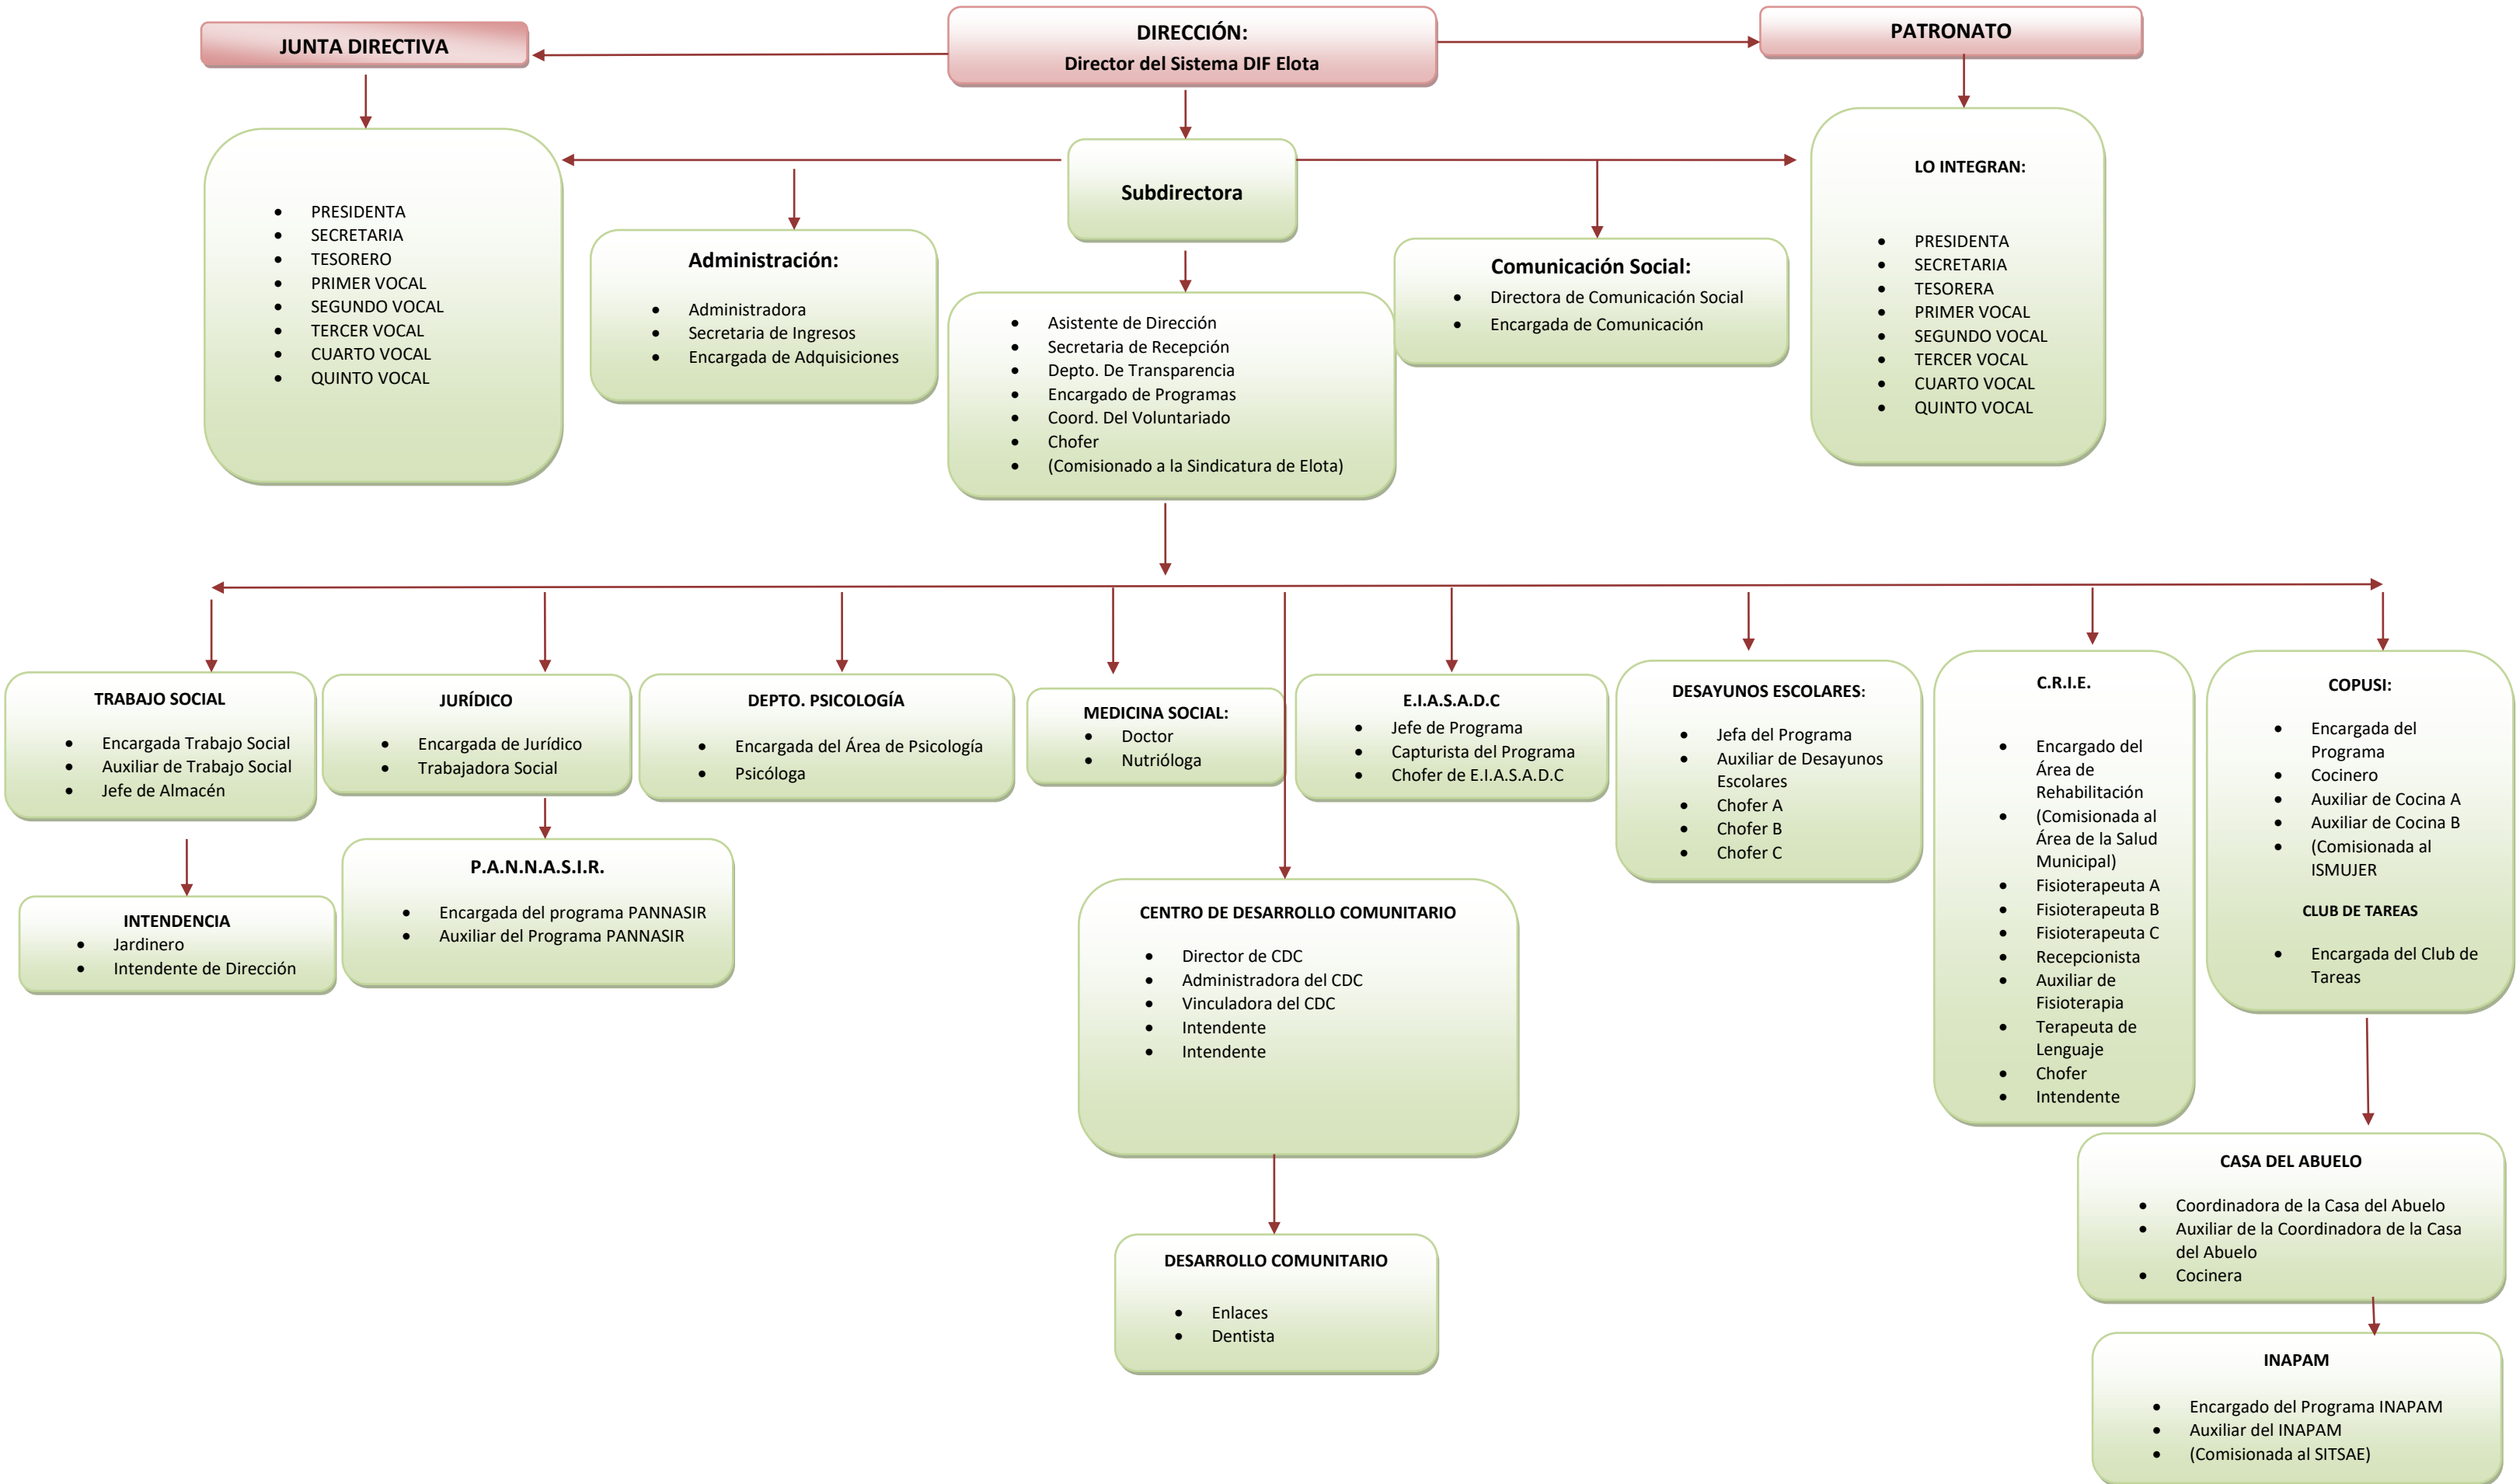 JUNTA DIRECTIVA
DIRECCIÓN:
Director del Sistema DIF Elota
PATRONATO
• PRESIDENTA
• SECRETARIA
• TESORERO
• PRIMER VOCAL
• SEGUNDO VOCAL
• TERCER VOCAL
• CUARTO VOCAL
• QUINTO VOCAL
Subdirectora
LO INTEGRAN:
• PRESIDENTA
• SECRETARIA
• TESORERA
• PRIMER VOCAL
• SEGUNDO VOCAL
• TERCER VOCAL
• CUARTO VOCAL
• QUINTO VOCAL
Administración:
• Administradora
• Secretaria de Ingresos
• Encargada de Adquisiciones
• Asistente de Dirección
• Secretaria de Recepción
• Depto. De Transparencia
• Encargado de Programas
• Coord. Del Voluntariado
• Chofer
• (Comisionado a la Sindicatura de Elota)
Comunicación Social:
• Directora de Comunicación Social
• Encargada de Comunicación
TRABAJO SOCIAL
• Encargada Trabajo Social
• Auxiliar de Trabajo Social
• Jefe de Almacén
JURÍDICO
• Encargada de Jurídico
• Trabajadora Social
DEPTO. PSICOLOGÍA
• Encargada del Área de Psicología
• Psicóloga
MEDICINA SOCIAL:
• Doctor
• Nutrióloga
E.I.A.S.A.D.C
• Jefe de Programa
• Capturista del Programa
• Chofer de E.I.A.S.A.D.C
DESAYUNOS ESCOLARES:
• Jefa del Programa
• Auxiliar de Desayunos
Escolares
• Chofer A
• Chofer B
• Chofer C
C.R.I.E.
• Encargado del
Área de
Rehabilitación
• (Comisionada al
Área de la Salud
Municipal)
• Fisioterapeuta A
• Fisioterapeuta B
• Fisioterapeuta C
• Recepcionista
• Auxiliar de
Fisioterapia
• Terapeuta de
Lenguaje
• Chofer
• Intendente
COPUSI:
• Encargada del
Programa
• Cocinero
• Auxiliar de Cocina A
• Auxiliar de Cocina B
• (Comisionada al
ISMUJER
CLUB DE TAREAS
• Encargada del Club de
Tareas
INTENDENCIA
• Jardinero
• Intendente de Dirección
P.A.N.N.A.S.I.R.
• Encargada del programa PANNASIR
• Auxiliar del Programa PANNASIR
CENTRO DE DESARROLLO COMUNITARIO
• Director de CDC
• Administradora del CDC
• Vinculadora del CDC
• Intendente
• Intendente
DESARROLLO COMUNITARIO
• Enlaces
• Dentista
CASA DEL ABUELO
• Coordinadora de la Casa del Abuelo
• Auxiliar de la Coordinadora de la Casa
del Abuelo
• Cocinera
INAPAM
• Encargado del Programa INAPAM
• Auxiliar del INAPAM
• (Comisionada al SITSAE)